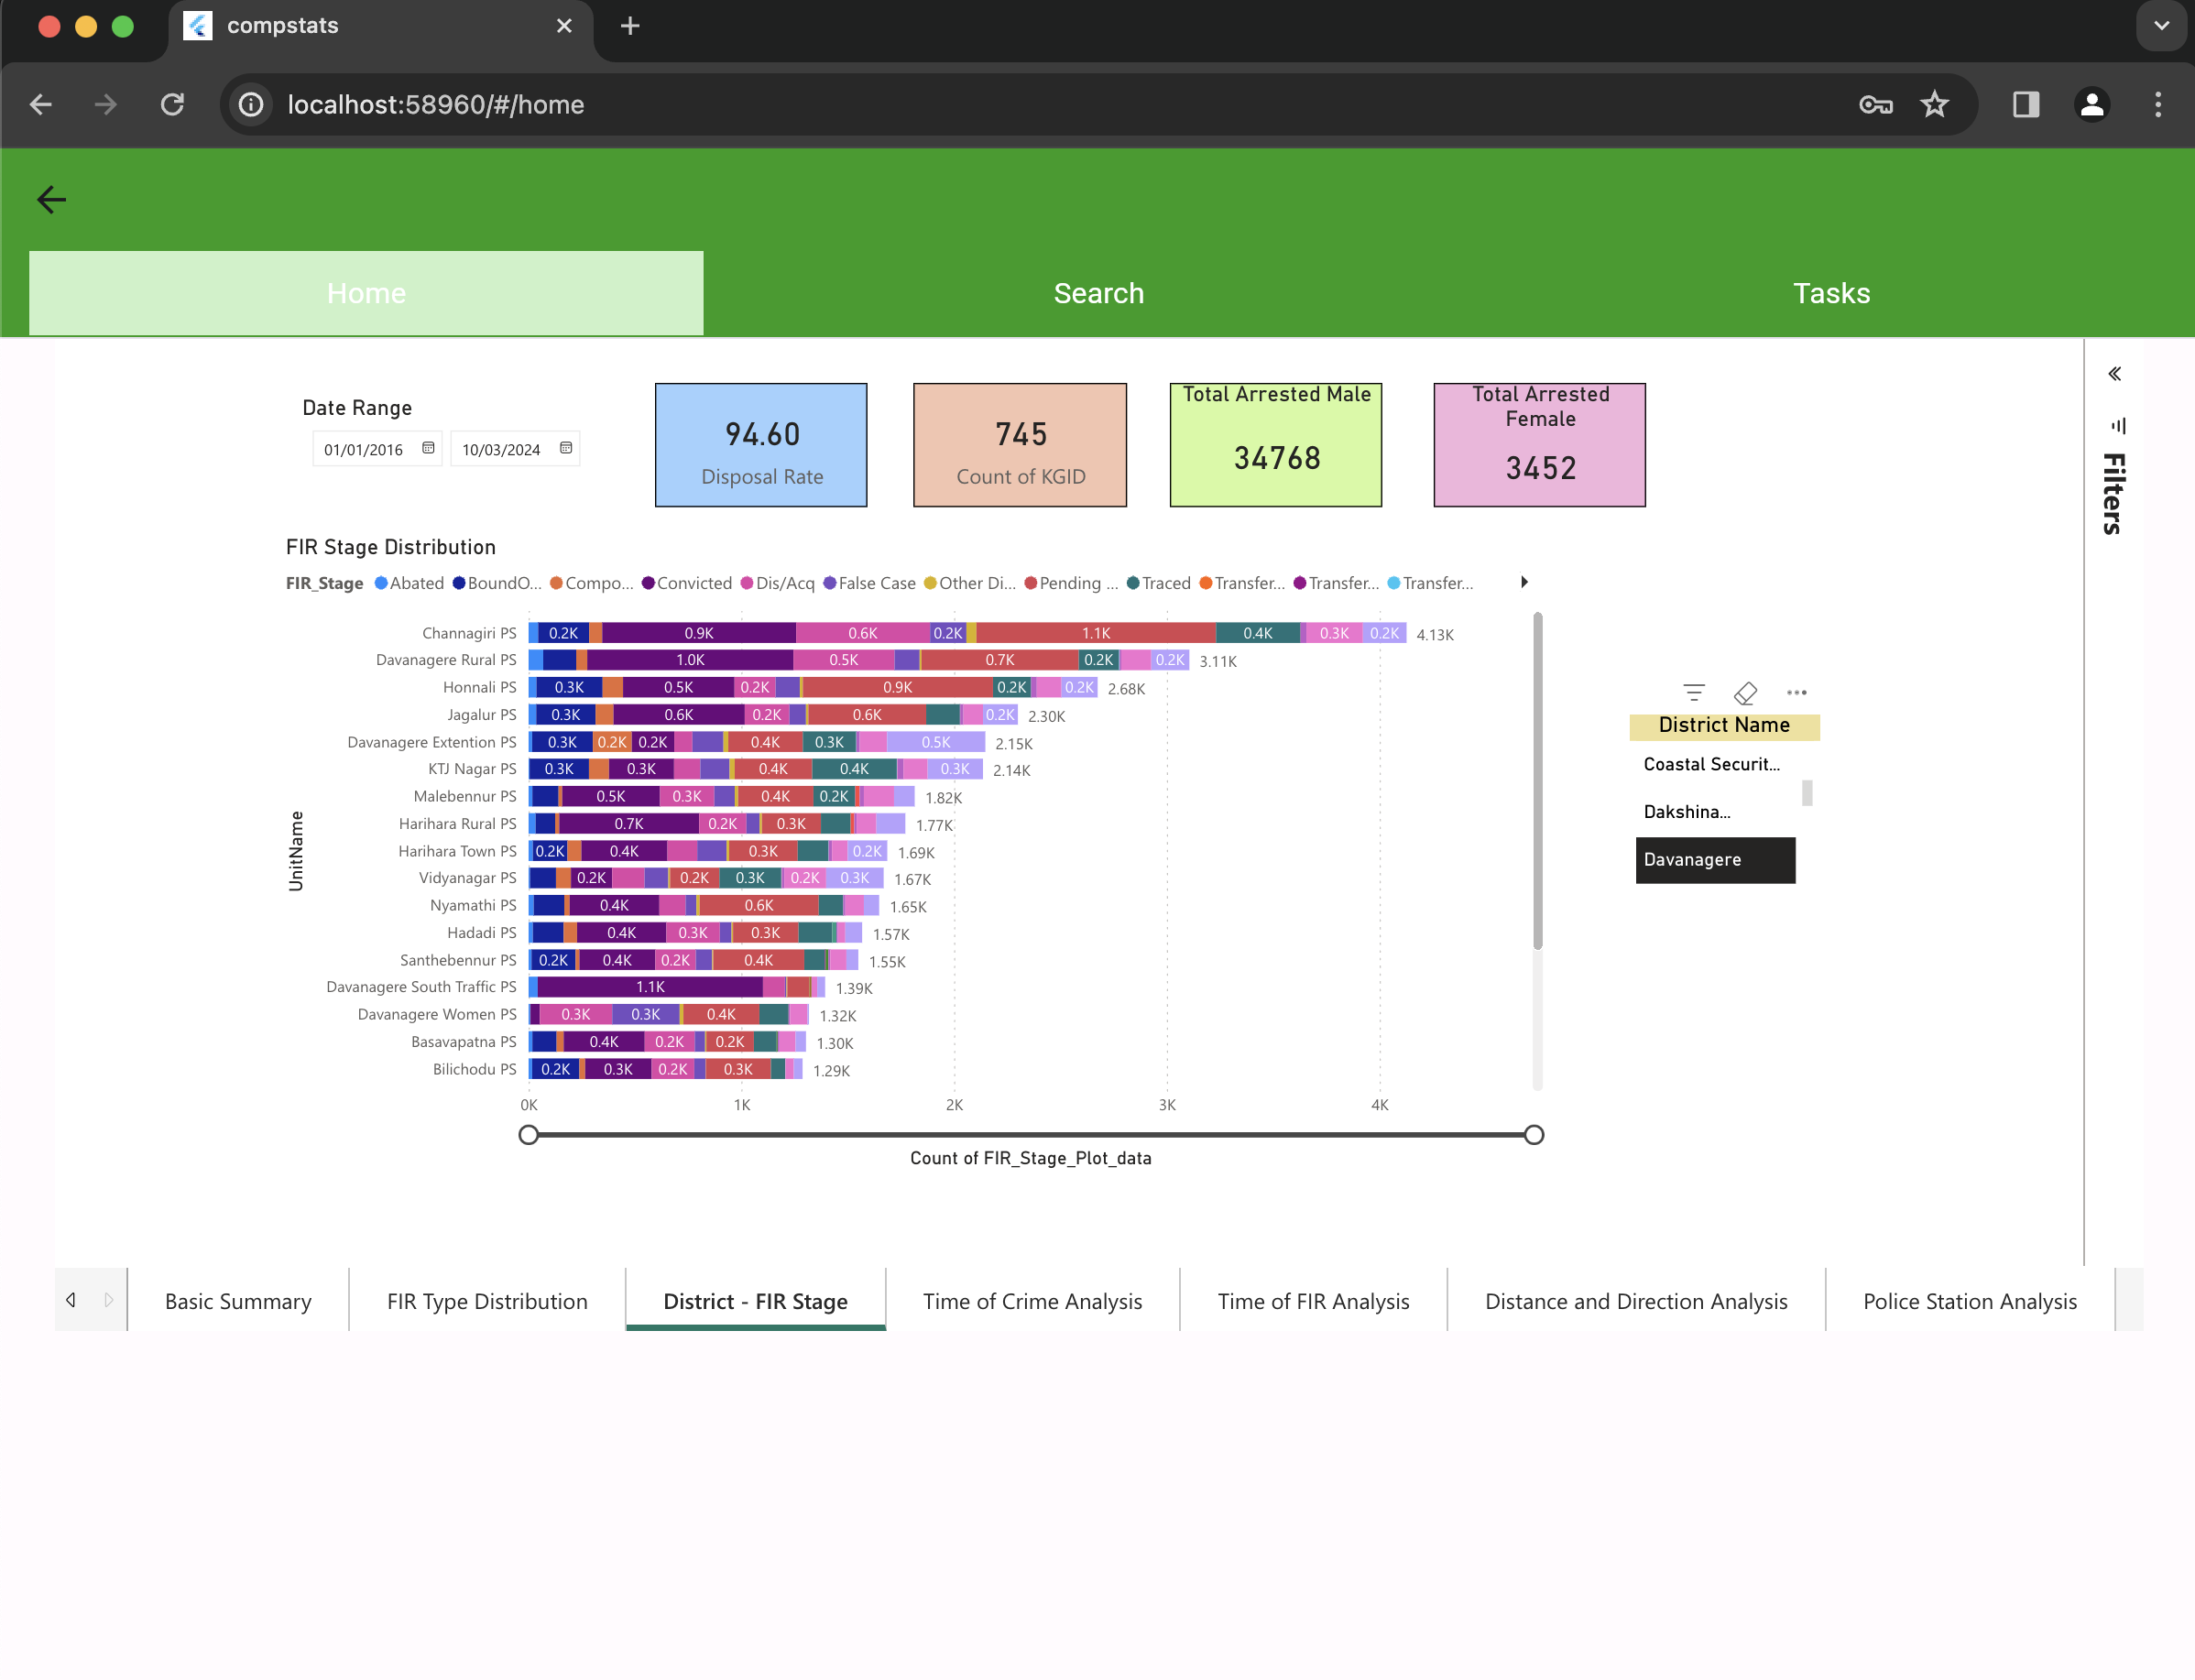 compstats
localhost:58960/#/home
Home Search Tasks
Date Range
01/01/2016 10/03/2024
94.60
Disposal Rate
745
Count of KGID
Total Arrested Male
34768
Total Arrested
Female
3452
Filters
FIR Stage Distribution
FIR_Stage Abated BoundO... Compo... Convicted Dis/Acq False Case Other Di... Pending ... Traced Transfer... Transfer... Transfer...
UnitName
Channagiri PS 0.2K 0.9K 0.6K 0.2K 1.1K 0.4K 0.3K 0.2K 4.13K
Davanagere Rural PS 1.0K 0.5K 0.7K 0.2K 0.2K 3.11K
Honnali PS 0.3K 0.5K 0.2K 0.9K 0.2K 0.2K 2.68K
Jagalur PS 0.3K 0.6K 0.2K 0.6K 0.2K 2.30K
Davanagere Extention PS 0.3K 0.2K 0.2K 0.4K 0.3K 0.5K 2.15K
KTJ Nagar PS 0.3K 0.3K 0.4K 0.4K 0.3K 2.14K
Malebennur PS 0.5K 0.3K 0.4K 0.2K 1.82K
Harihara Rural PS 0.7K 0.2K 0.3K 1.77K
Harihara Town PS 0.2K 0.4K 0.3K 0.2K 1.69K
Vidyanagar PS 0.2K 0.2K 0.3K 0.2K 0.3K 1.67K
Nyamathi PS 0.4K 0.6K 1.65K
Hadadi PS 0.4K 0.3K 0.3K 1.57K
Santhebennur PS 0.2K 0.4K 0.2K 0.4K 1.55K
Davanagere South Traffic PS 1.1K 1.39K
Davanagere Women PS 0.3K 0.3K 0.4K 1.32K
Basavapatna PS 0.4K 0.2K 0.2K 1.30K
Bilichodu PS 0.2K 0.3K 0.2K 0.3K 1.29K
0K 1K 2K 3K 4K
Count of FIR_Stage_Plot_data
District Name
Coastal Securit...
Dakshina...
Davanagere
Basic Summary FIR Type Distribution District - FIR Stage Time of Crime Analysis Time of FIR Analysis Distance and Direction Analysis Police Station Analysis